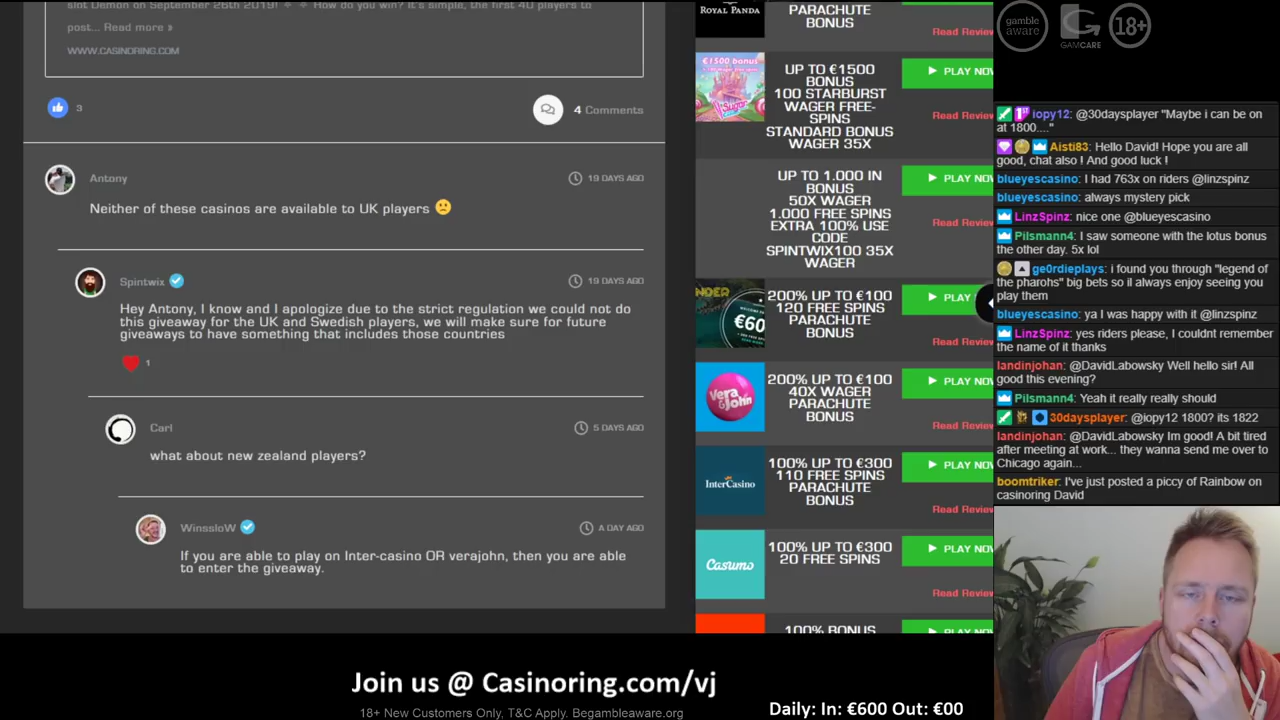 slot Demon on September 26th 2019! How do you win? It's simple, the first 40 players to
post... Read more »
WWW.CASINORING.COM
3
4 Comments
Antony
19 DAYS AGO
Neither of these casinos are available to UK players
Spintwix
19 DAYS AGO
Hey Antony, I know and I apologize due to the strict regulation we could not do
this giveaway for the UK and Swedish players, we will make sure for future
giveaways to have something that includes those countries
1
Carl
5 DAYS AGO
what about new zealand players?
WinssloW
A DAY AGO
If you are able to play on Inter-casino OR verajohn, then you are able
to enter the giveaway.
ROYAL PANDA
PARACHUTE
BONUS
Read Review
€1500 bonus
Sugar
UP TO €1500
BONUS
100 STARBURST
WAGER FREE-
SPINS
STANDARD BONUS
WAGER 35X
PLAY NOW
Read Review
UP TO 1.000 IN
BONUS
50X WAGER
1.000 FREE SPINS
EXTRA 100% USE
CODE
SPINTWIX100 35X
WAGER
PLAY NOW
Read Review
NDER
€60
200% UP TO €100
120 FREE SPINS
PARACHUTE
BONUS
PLAY
Read Review
Vera
&John
200% UP TO €100
40X WAGER
PARACHUTE
BONUS
PLAY NOW
Read Review
InterCasino
100% UP TO €300
110 FREE SPINS
PARACHUTE
BONUS
PLAY NOW
Read Review
Casumo
100% UP TO €300
20 FREE SPINS
PLAY NOW
Read Review
100% BONUS
PLAY NOW
gamble
aware
GAMCARE
18+
iopy12: @30daysplayer "Maybe i can be on
at 1800...."
Aisti83: Hello David! Hope you are all
good, chat also ! And good luck !
blueyescasino: I had 763x on riders @linzspinz
blueyescasino: always mystery pick
LinzSpinz: nice one @blueyescasino
Pilsmann4: I saw someone with the lotus bonus
the other day. 5x lol
ge0rdieplays: i found you through "legend of
the pharohs" big bets so it always enjoy seeing you
play them
blueyescasino: ya I was happy with it @linzspinz
LinzSpinz: yes riders please, I couldnt remember
the name of it thanks
landinjohan: @DavidLabowsky Well hello sir! All
good this evening?
Pilsmann4: Yeah it really really should
30daysplayer: @iopy12 1800? its 1822
landinjohan: @DavidLabowsky Im good! A bit tired
after meeting at work... they wanna send me over to
Chicago again...
boomtriker: I've just posted a piccy of Rainbow on
casinoring David
Join us @ Casinoring.com/vj
18+ New Customers Only, T&C Apply. Begambleaware.org
Daily: In: €600 Out: €00